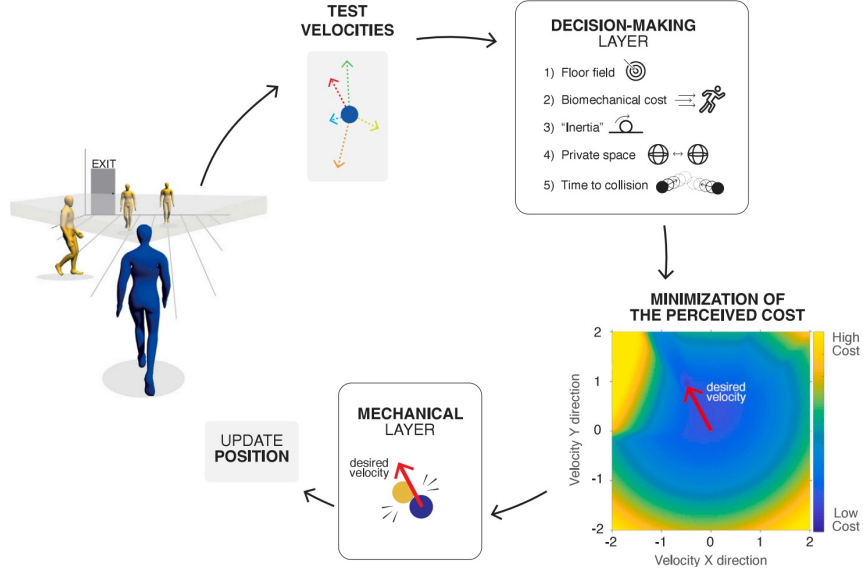 TEST
VELOCITIES
DECISION-MAKING
LAYER
1) Floor field
2) Biomechanical cost
3) "Inertia"
4) Private space
5) Time to collision
EXIT
MINIMIZATION OF
THE PERCEIVED COST
2
1
0
-1
-2
-2
-1
0
1
2
Velocity Y direction
Velocity X direction
desired
velocity
High
Cost
Low
Cost
MECHANICAL
LAYER
desired
velocity
UPDATE
POSITION